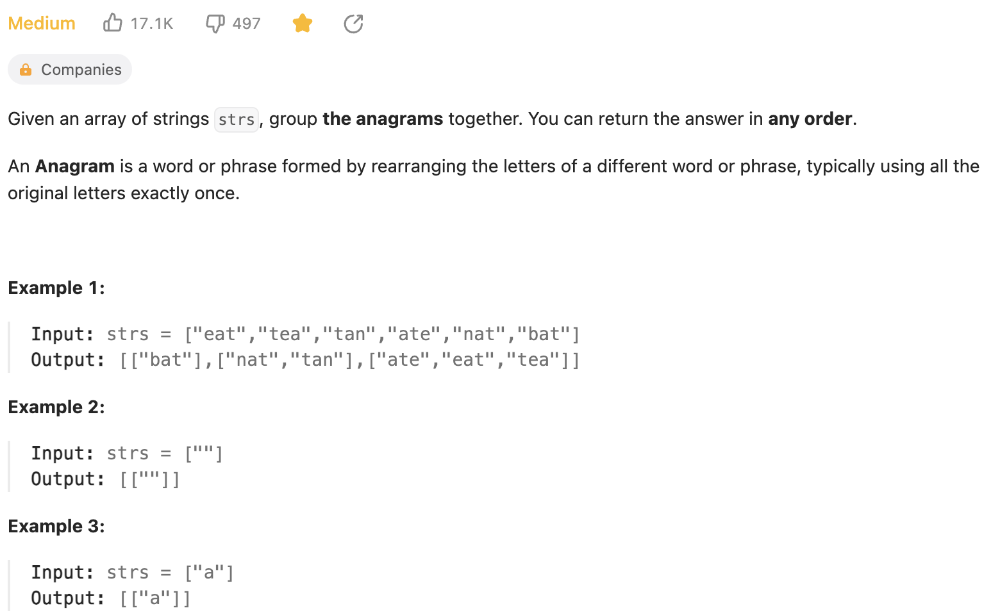 Medium 17.1K 497
Companies
Given an array of strings strs, group the anagrams together. You can return the answer in any order.
An Anagram is a word or phrase formed by rearranging the letters of a different word or phrase, typically using all the
original letters exactly once.
Example 1:
Input: strs = ["eat","tea","tan","ate","nat","bat"]
Output: [["bat"],["nat","tan"],["ate","eat","tea"]]
Example 2:
Input: strs = [""]
Output: [[""]]
Example 3:
Input: strs = ["a"]
Output: [["a"]]